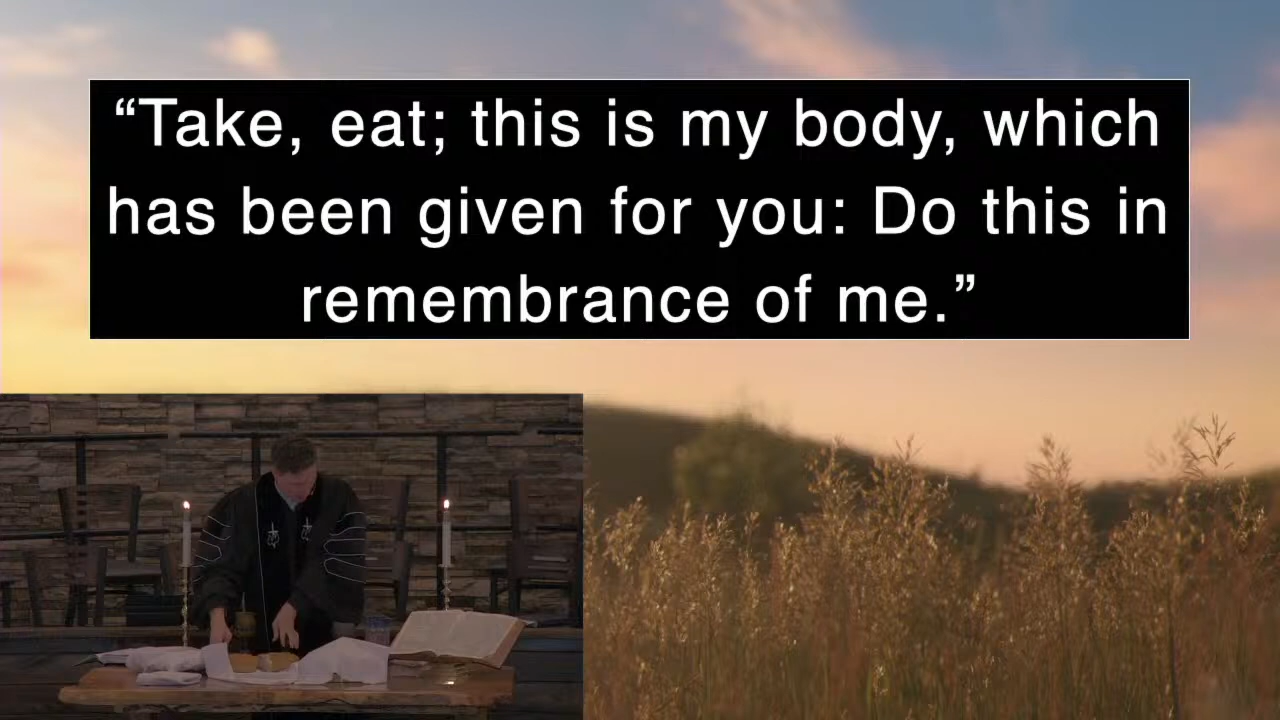 “Take, eat; this is my body, which
has been given for you: Do this in
remembrance of me.”